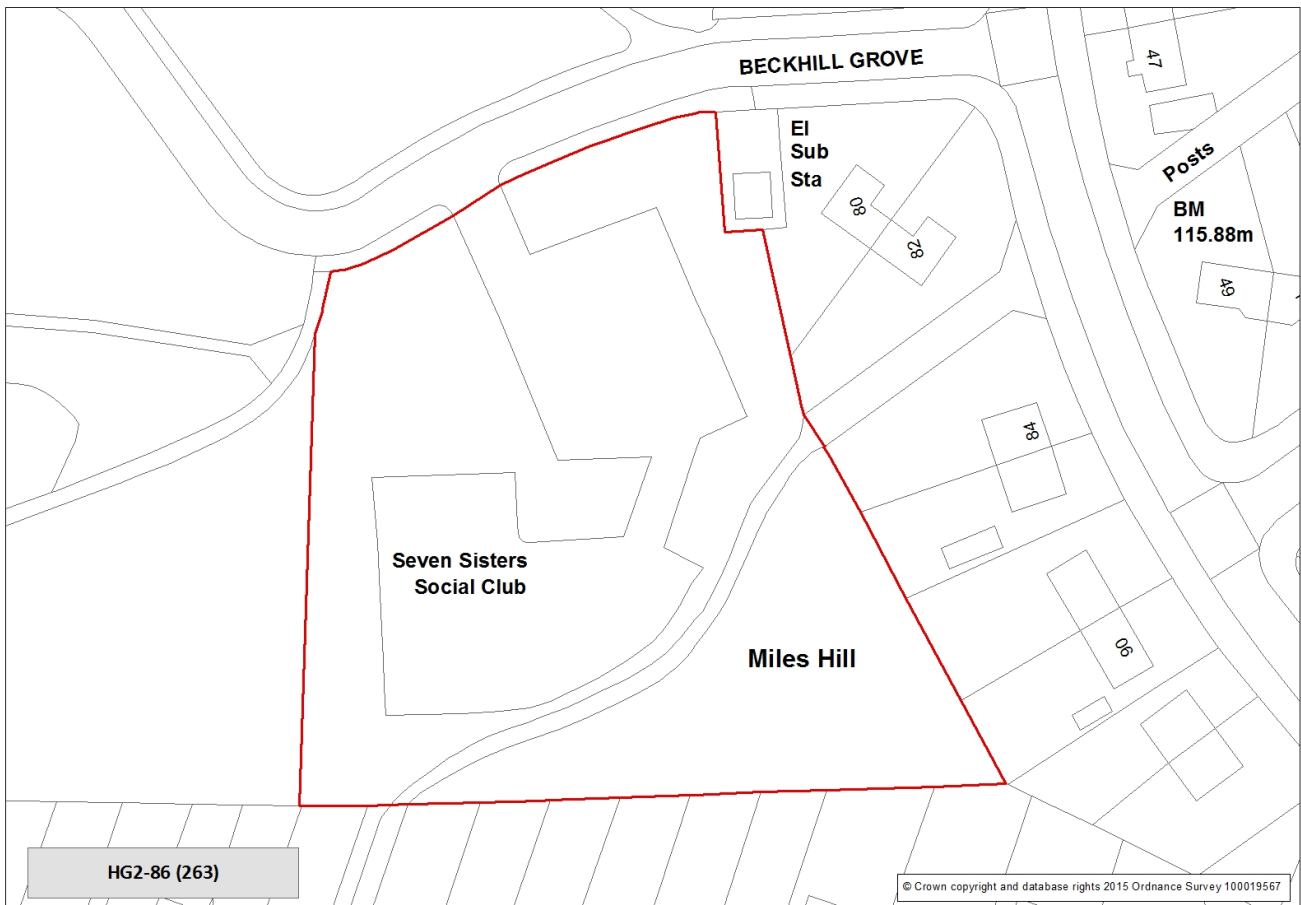 BECKHILL GROVE
47
El
Sub
Sta
Posts
80
BM
115.88m
82
49
84
Seven Sisters
Social Club
90
Miles Hill
HG2-86 (263)
© Crown copyright and database rights 2015 Ordnance Survey 100019567